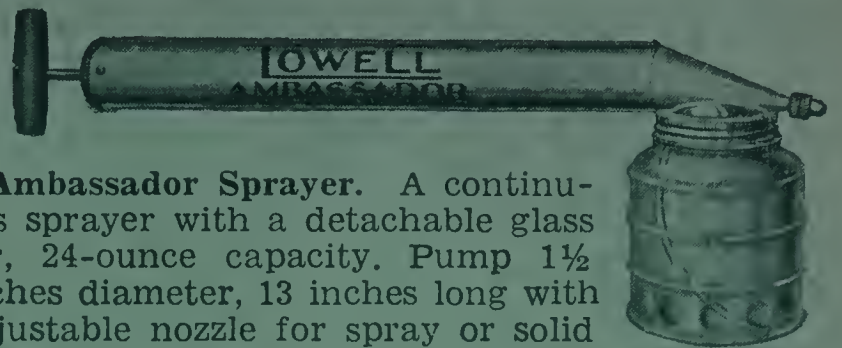 LOWELL
AMBASSADOR
Ambassador Sprayer. A continu-
s sprayer with a detachable glass
, 24-ounce capacity. Pump 1½
ches diameter, 13 inches long with
justable nozzle for spray or solid